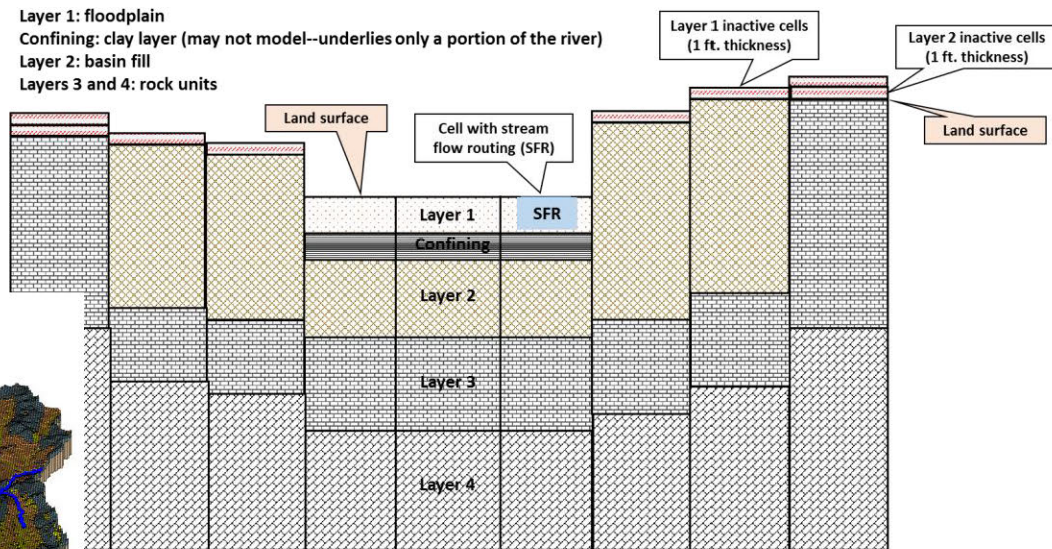 Layer 1: floodplain
Confining: clay layer (may not model--underlies only a portion of the river)
Layer 2: basin fill
Layers 3 and 4: rock units
Layer 1 inactive cells
(1 ft. thickness)
Layer 2 inactive cells
(1 ft. thickness)
Land surface
Cell with stream
flow routing (SFR)
Land surface
Layer 1
SFR
Confining
Layer 2
Layer 3
Layer 4